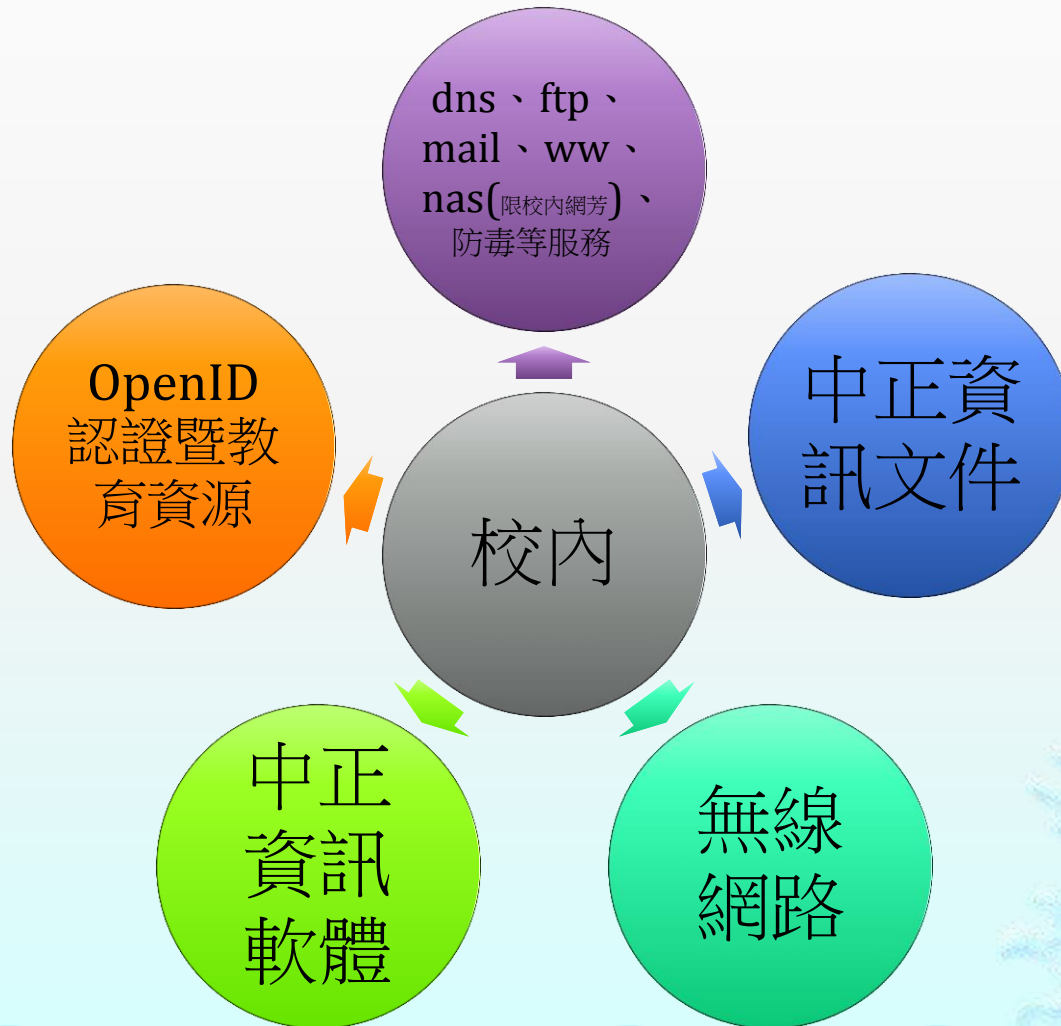 dns、ftp、
mail、ww、
nas(限校內網芳)、
防毒等服務
OpenID
認證暨教
育資源
中正資
訊文件
校內
中正
資訊
軟體
無線
網路